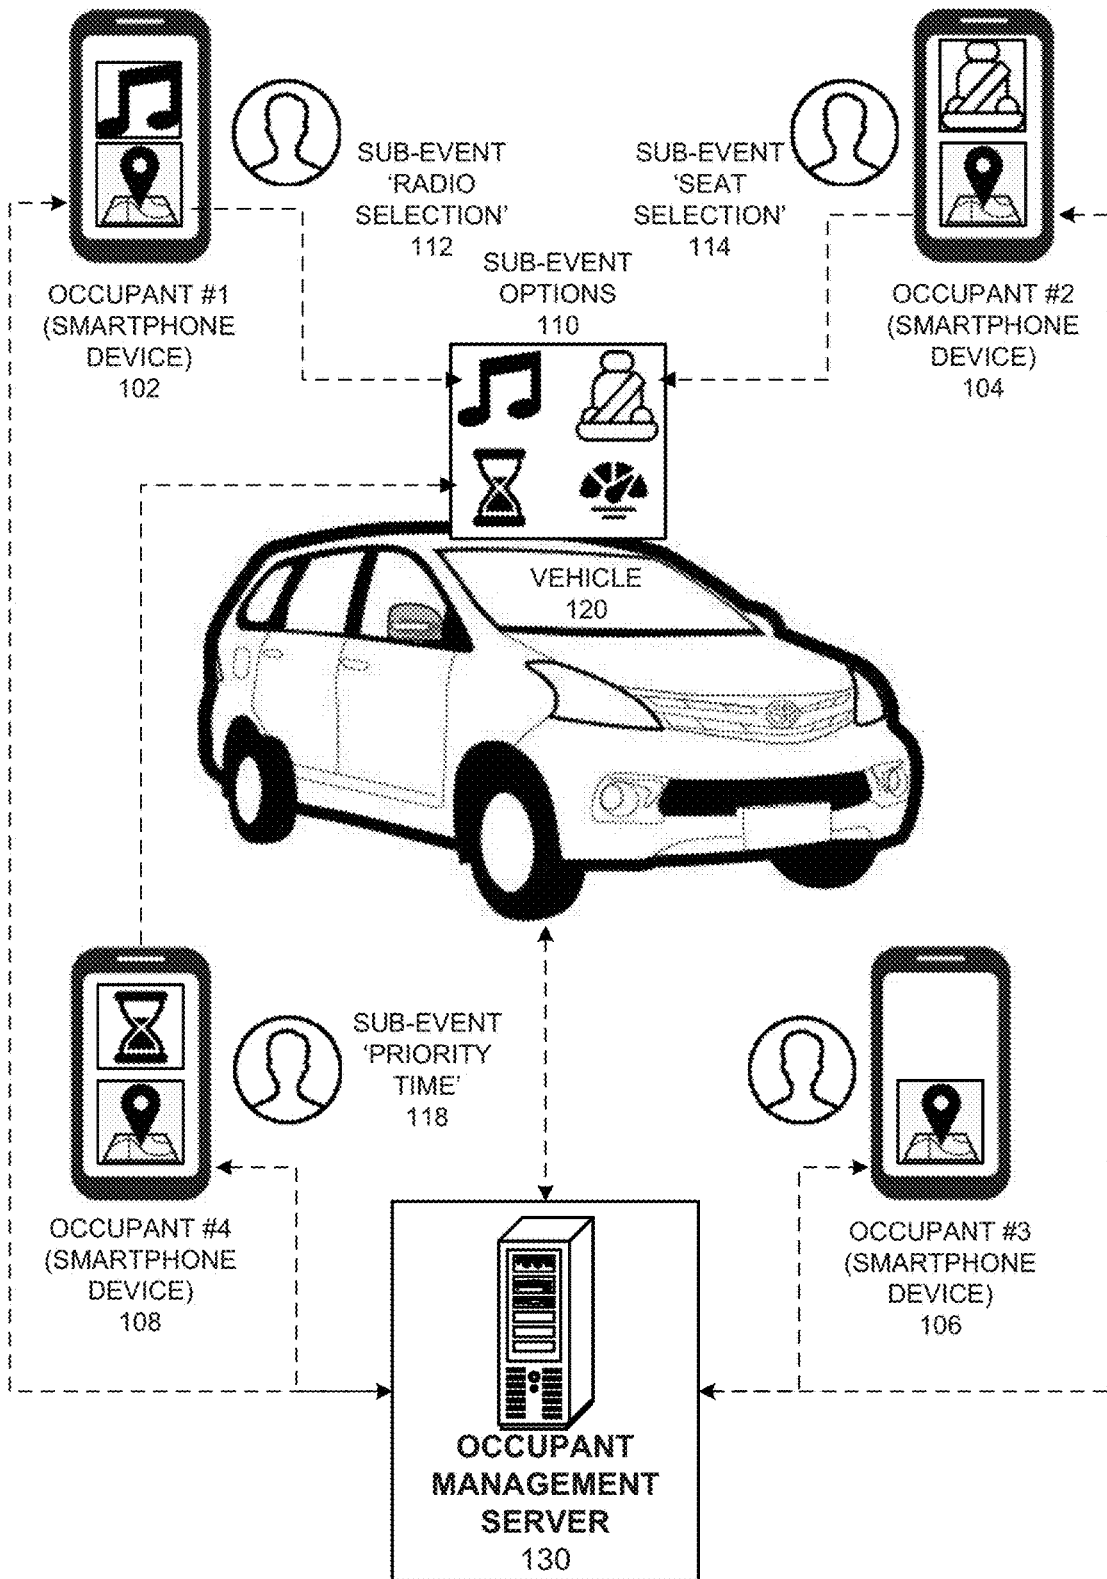 SUB-EVENT
‘RADIO
SELECTION’
112
SUB-EVENT
‘SEAT
SELECTION’
114
OCCUPANT #1
(SMARTPHONE
DEVICE)
102
SUB-EVENT
OPTIONS
110
OCCUPANT #2
(SMARTPHONE
DEVICE)
104
VEHICLE
120
SUB-EVENT
‘PRIORITY
TIME’
118
OCCUPANT #4
(SMARTPHONE
DEVICE)
108
OCCUPANT #3
(SMARTPHONE
DEVICE)
106
OCCUPANT
MANAGEMENT
SERVER
130